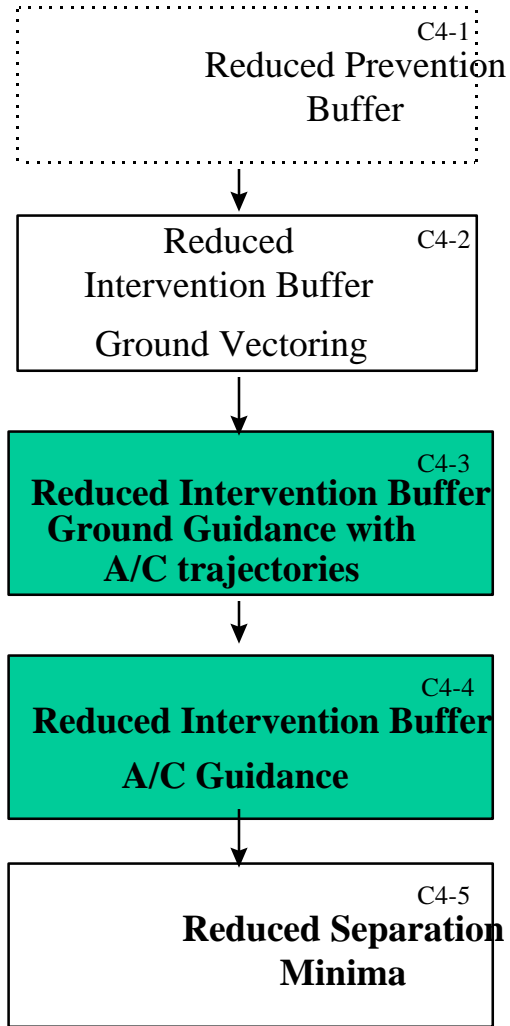 C4-1
Reduced Prevention
Buffer
C4-2
Reduced
Intervention Buffer
Ground Vectoring
C4-3
Reduced Intervention Buffer
Ground Guidance with
A/C trajectories
C4-4
Reduced Intervention Buffer
A/C Guidance
C4-5
Reduced Separation
Minima